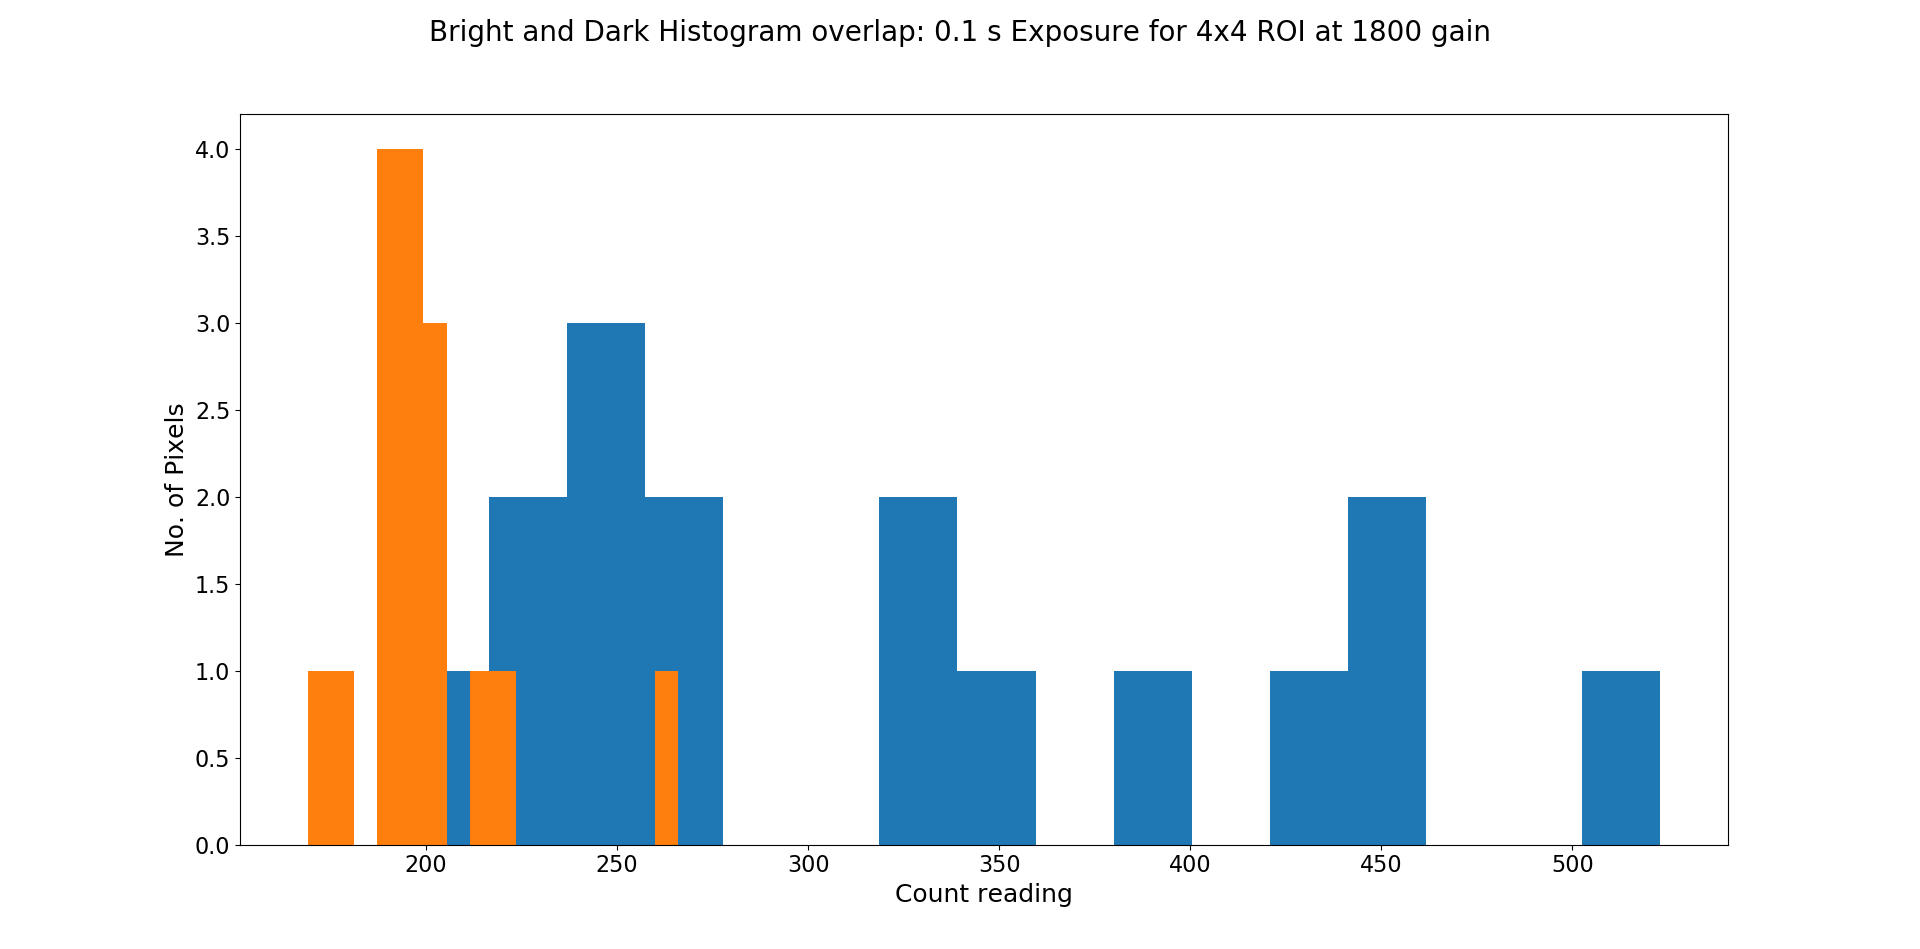 Bright and Dark Histogram overlap: 0.1 s Exposure for 4x4 ROI at 1800 gain
4.0
3.5
3.0
2.5
2.0
1.5
1.0
0.5
0.0
No. of Pixels
200 250 300 350 400 450 500
Count reading